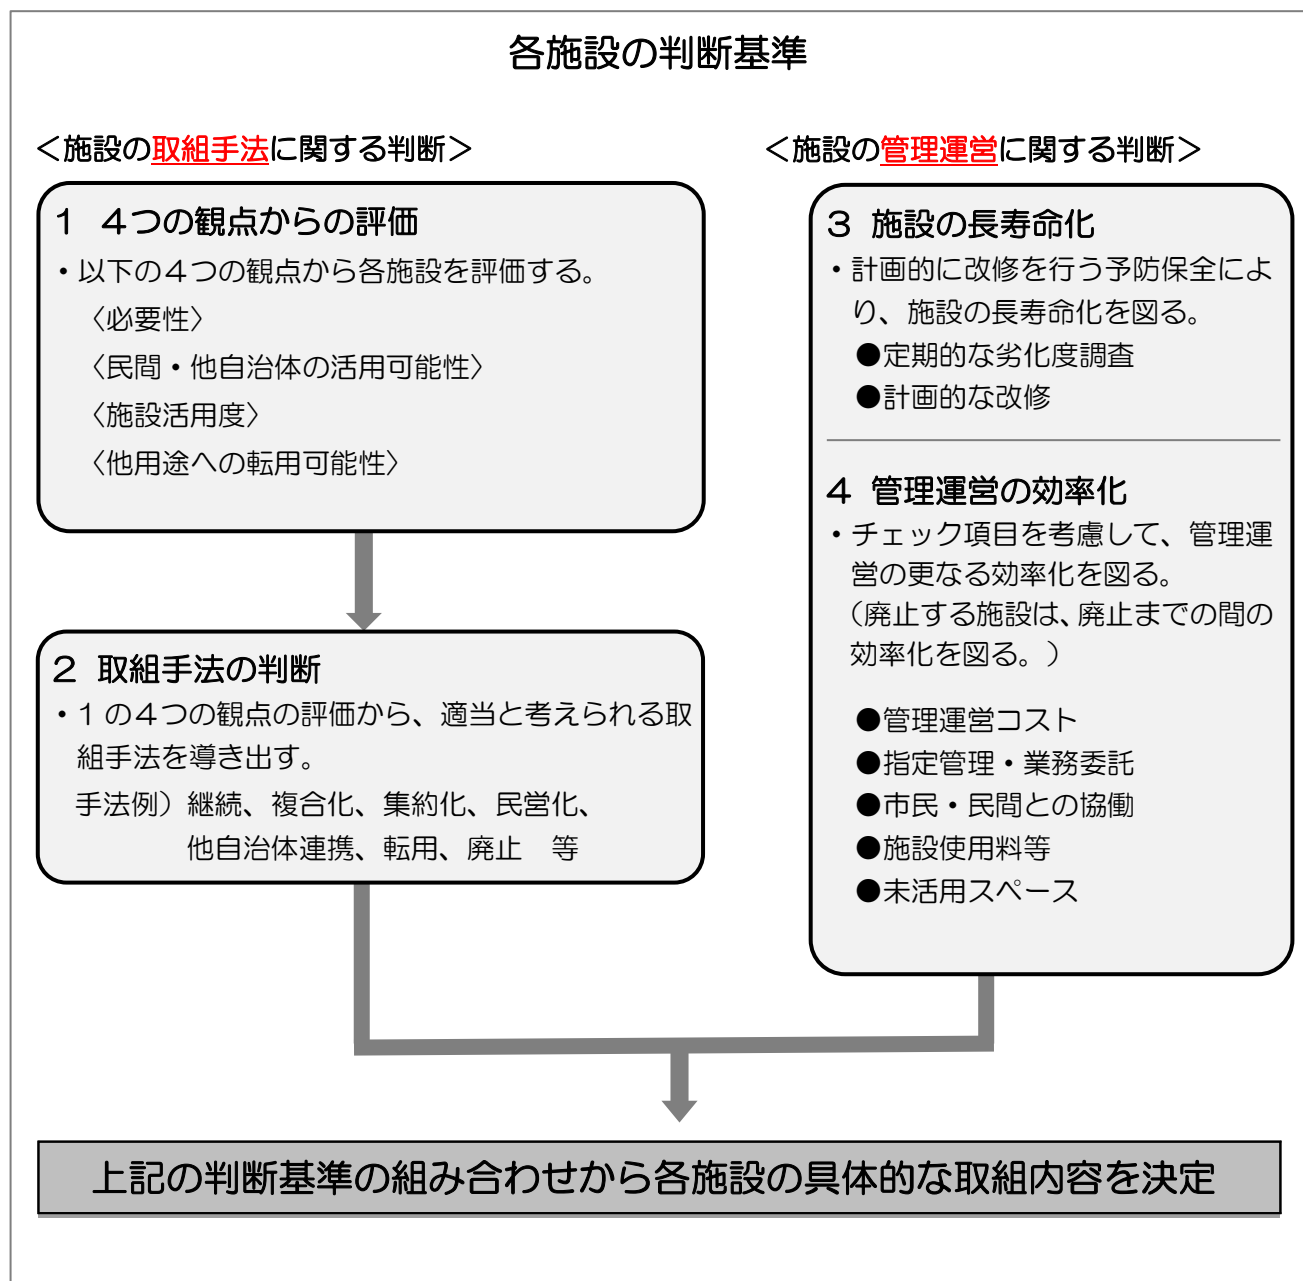 各施設の判断基準
＜施設の取組手法に関する判断＞
１ ４つの観点からの評価
・以下の４つの観点から各施設を評価する。
〈必要性〉
〈民間・他自治体の活用可能性〉
〈施設活用度〉
〈他用途への転用可能性〉
２ 取組手法の判断
・１の４つの観点の評価から、適当と考えられる取
組手法を導き出す。
手法例）継続、複合化、集約化、民営化、
他自治体連携、転用、廃止　等
＜施設の管理運営に関する判断＞
３ 施設の長寿命化
・計画的に改修を行う予防保全によ
り、施設の長寿命化を図る。
●定期的な劣化度調査
●計画的な改修
４ 管理運営の効率化
・チェック項目を考慮して、管理運
営の更なる効率化を図る。
（廃止する施設は、廃止までの間の
効率化を図る。）
●管理運営コスト
●指定管理・業務委託
●市民・民間との協働
●施設使用料等
●未活用スペース
上記の判断基準の組み合わせから各施設の具体的な取組内容を決定